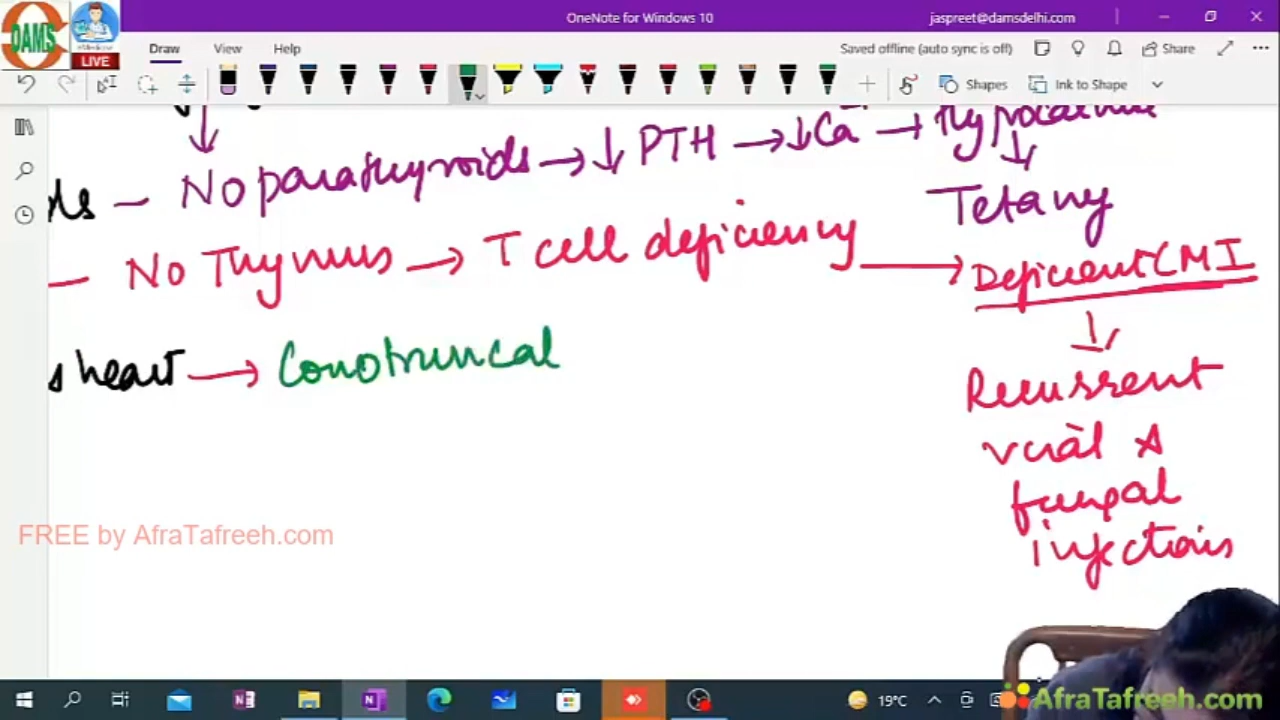 DAMS
eMedicoz
LIVE
OneNote for Windows 10
jaspreet@damsdelhi.com
Draw View Help
Saved offline (auto sync is off)
Share
Shapes
Ink to Shape
No parathyroids → ↓ PTH → ↓ Ca →
Tetany
- No Thymus → T cell deficiency → Deficient CMI
heart → Conotruncal
Recurrent
viral &
fungal
infections
FREE by AfraTafreeh.com
19°C
AfraTafreeh.com